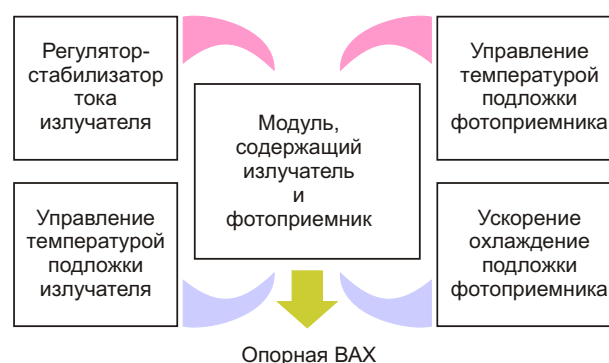 Регулятор-
стабилизатор
тока
излучателя
Управление
температурой
подложки
излучателя
Модуль,
содержащий
излучатель
и
фотоприемник
Управление
температурой
подложки
фотоприемника
Ускорение
охлаждение
подложки
фотоприемника
Опорная ВАХ